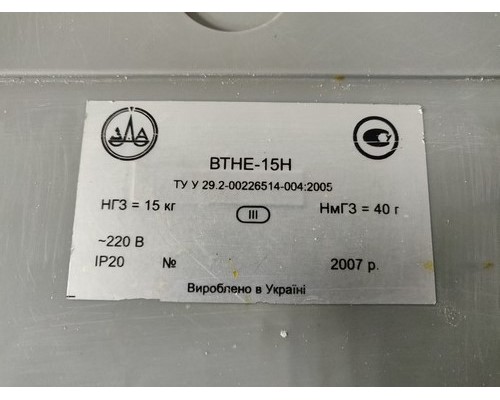 ВТНЕ-15Н
ТУ У 29.2-00226514-004:2005
НГЗ = 15 кг
III
НмГЗ = 40 г
~220 В
IP20
№
2007 р.
Вироблено в Україні